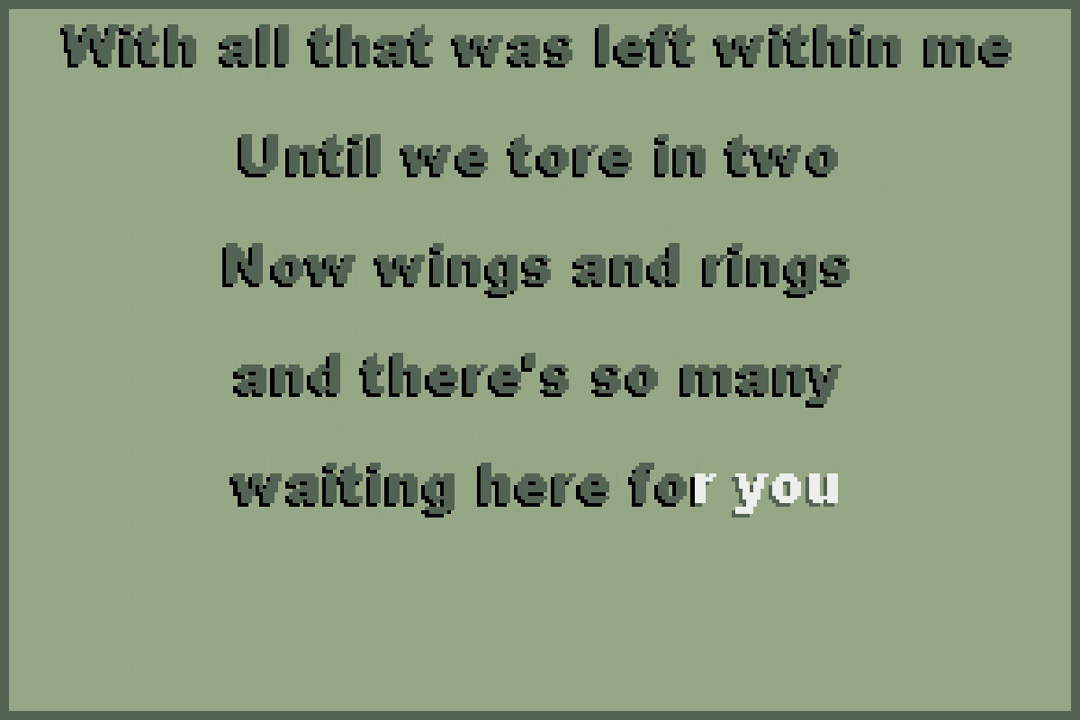 With all that was left within me
Until we tore in two
Now wings and rings
and there's so many
waiting here for you